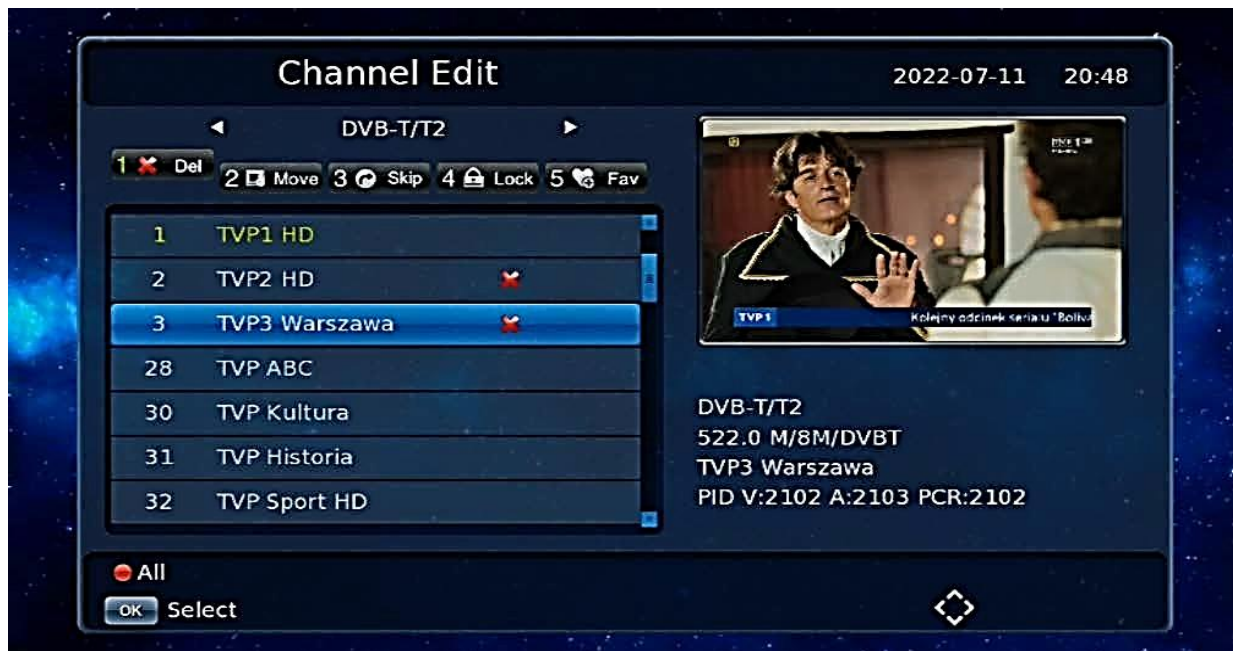 Channel Edit
2022-07-11 20:48
DVB-T/T2
1 Del 2 Move 3 Skip 4 Lock 5 Fav
1 TVP1 HD
2 TVP2 HD
3 TVP3 Warszawa
28 TVP ABC
30 TVP Kultura
31 TVP Historia
32 TVP Sport HD
TVP1 Kolejny odcinek serialu "Boliv
DVB-T/T2
522.0 M/8M/DVBT
TVP3 Warszawa
PID V:2102 A:2103 PCR:2102
All
OK Select